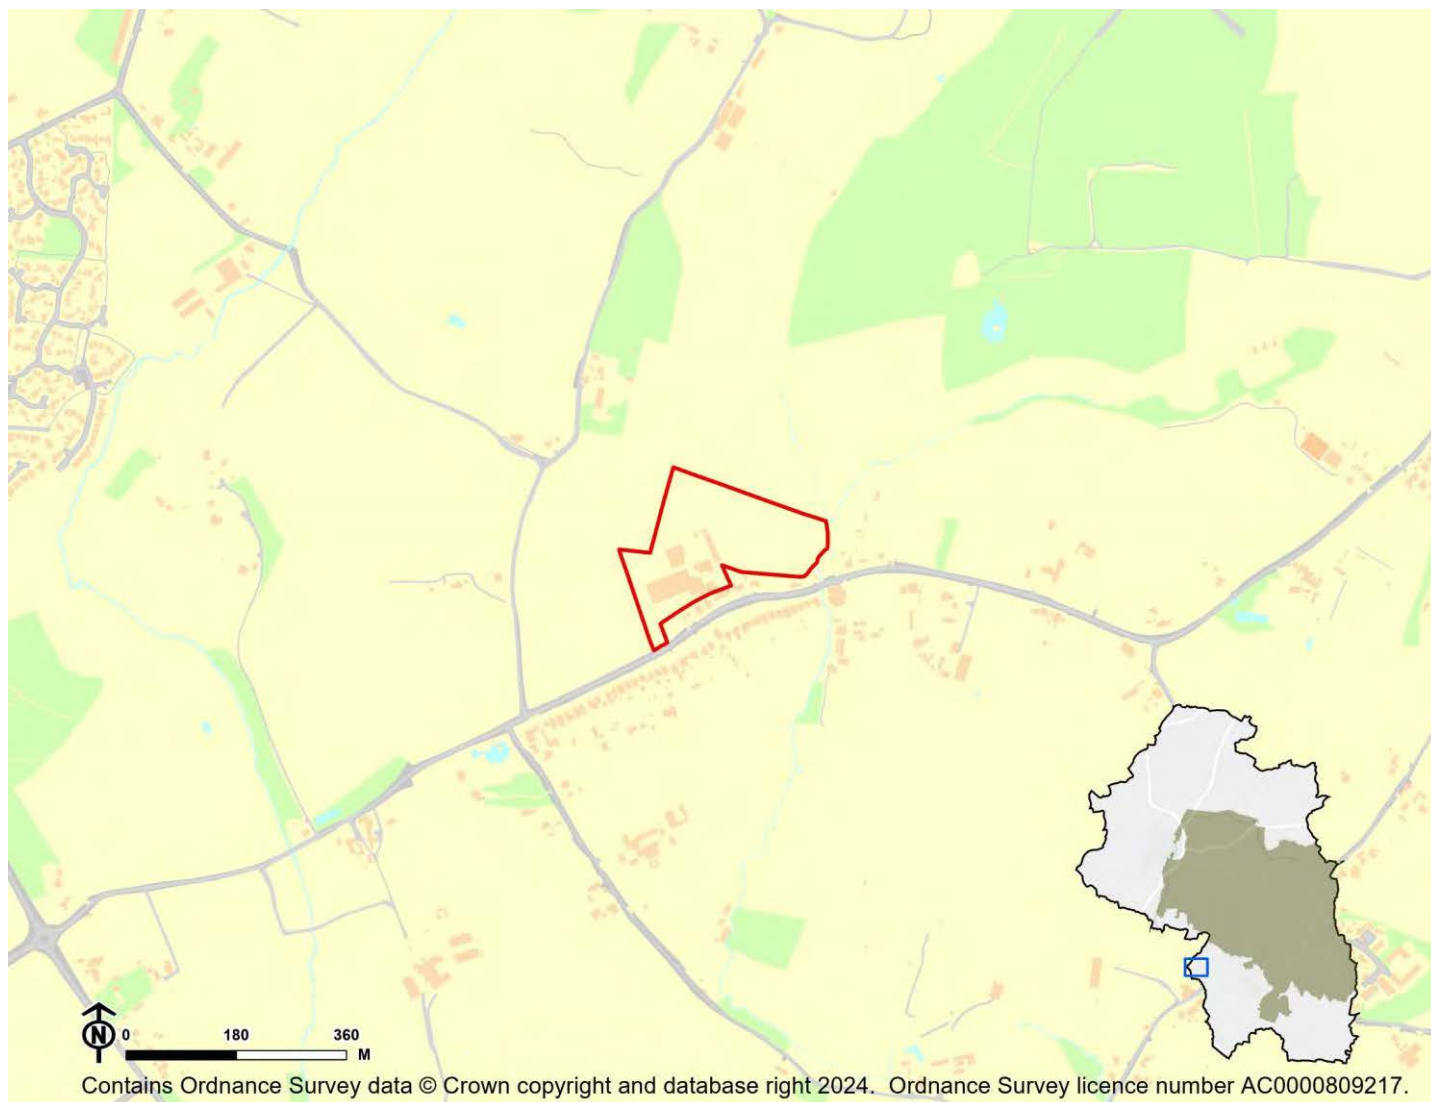 N
0 180 360
M
Contains Ordnance Survey data © Crown copyright and database right 2024. Ordnance Survey licence number AC0000809217.